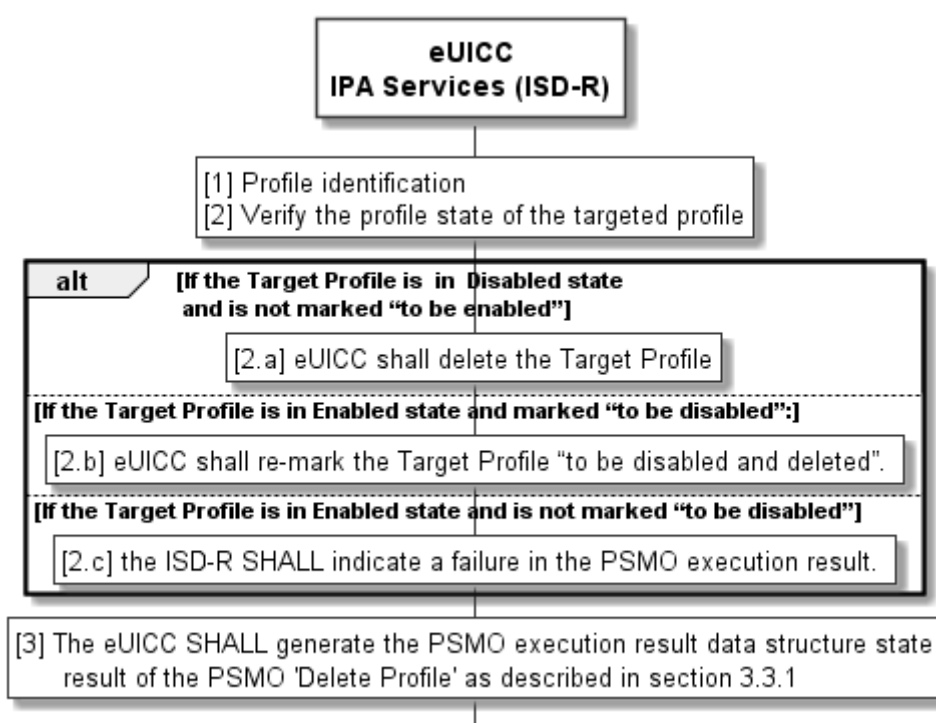 eUICC
IPA Services (ISD-R)
[1] Profile identification
[2] Verify the profile state of the targeted profile
alt
[If the Target Profile is in Disabled state
and is not marked “to be enabled”]
[2.a] eUICC shall delete the Target Profile
[If the Target Profile is in Enabled state and marked “to be disabled”:]
[2.b] eUICC shall re-mark the Target Profile “to be disabled and deleted”.
[If the Target Profile is in Enabled state and is not marked “to be disabled”]
[2.c] the ISD-R SHALL indicate a failure in the PSMO execution result.
[3] The eUICC SHALL generate the PSMO execution result data structure state
result of the PSMO 'Delete Profile' as described in section 3.3.1